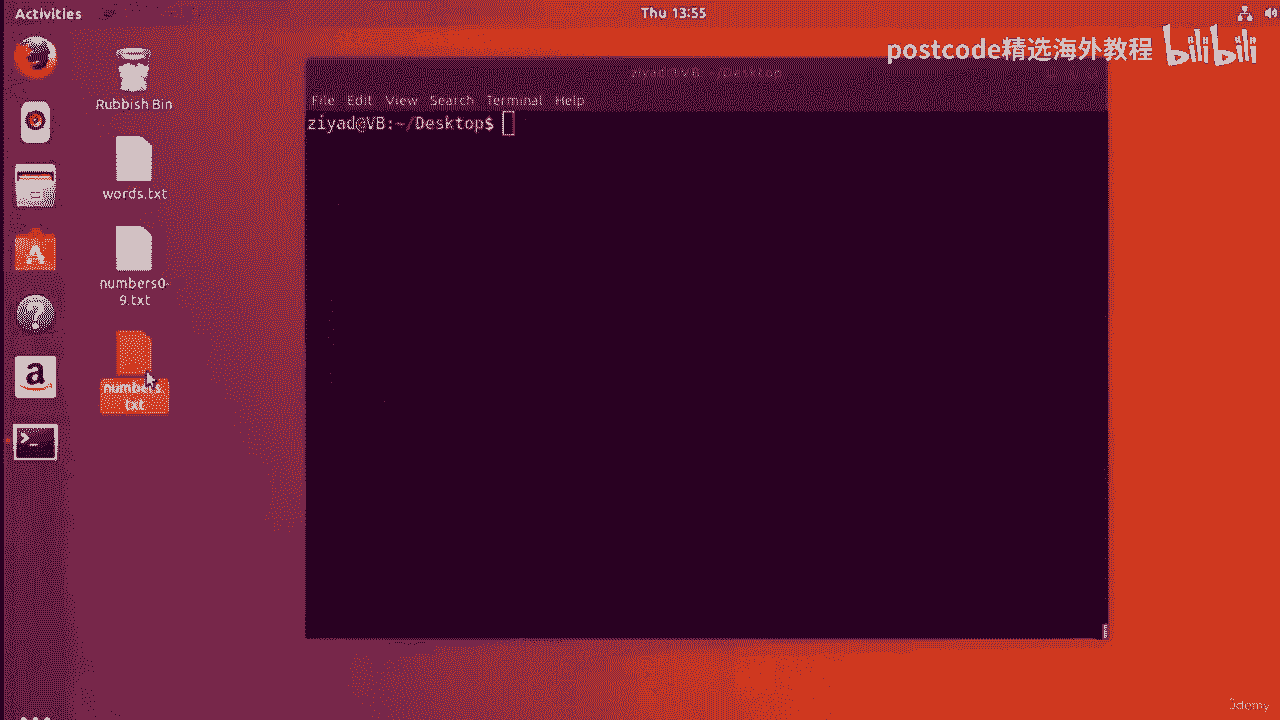 Activities
Thu 13:55
postcode精选海外教程 bilibili
Rubbish Bin
words.txt
numbers0-
9.txt
numbers.
txt
ziyad@VB: ~/Desktop
File Edit View Search Terminal Help
ziyad@VB:~/Desktop$
ûdemy